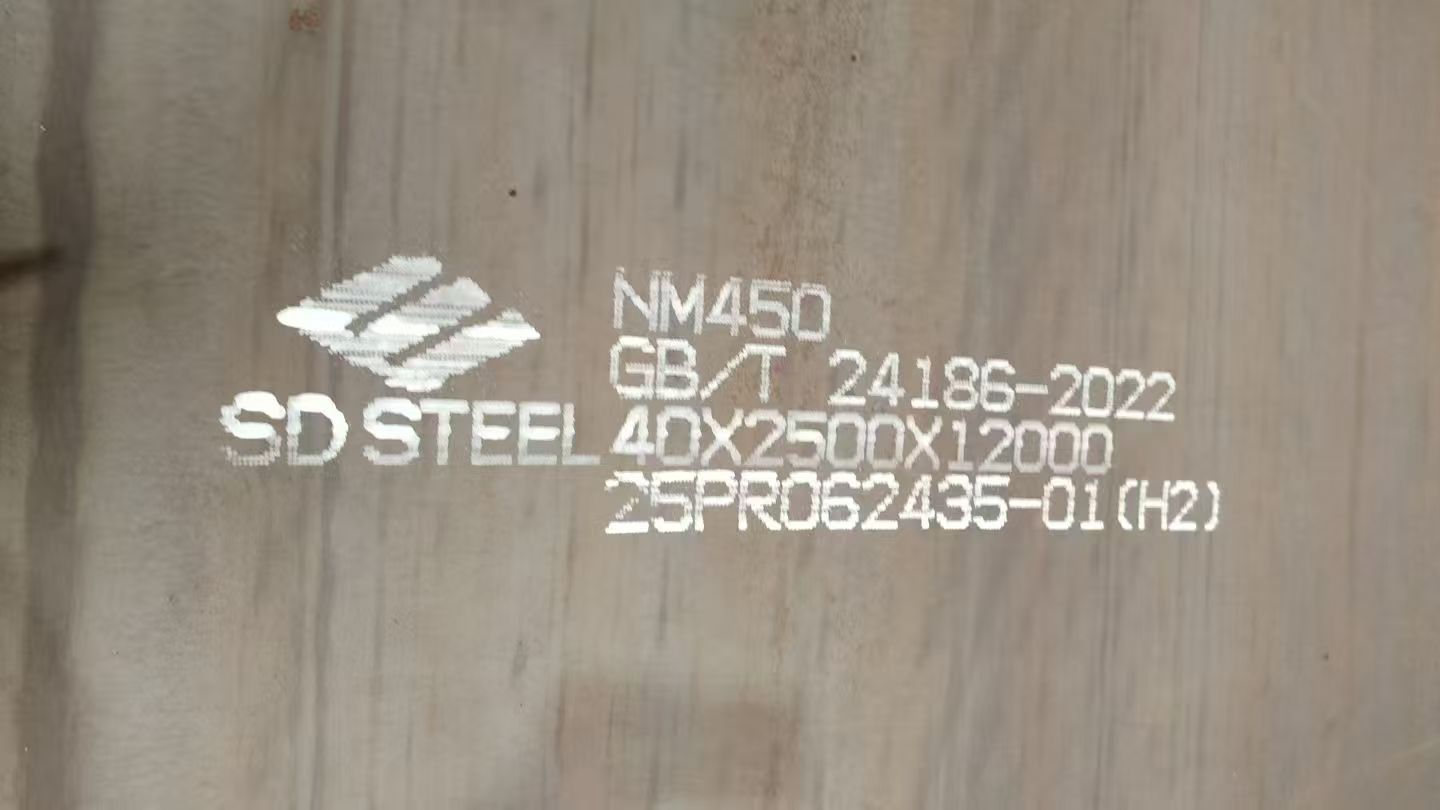 NM450
GB/T 24186-2022
SD STEEL
40X2500X12000
25PR062435-01(H2)